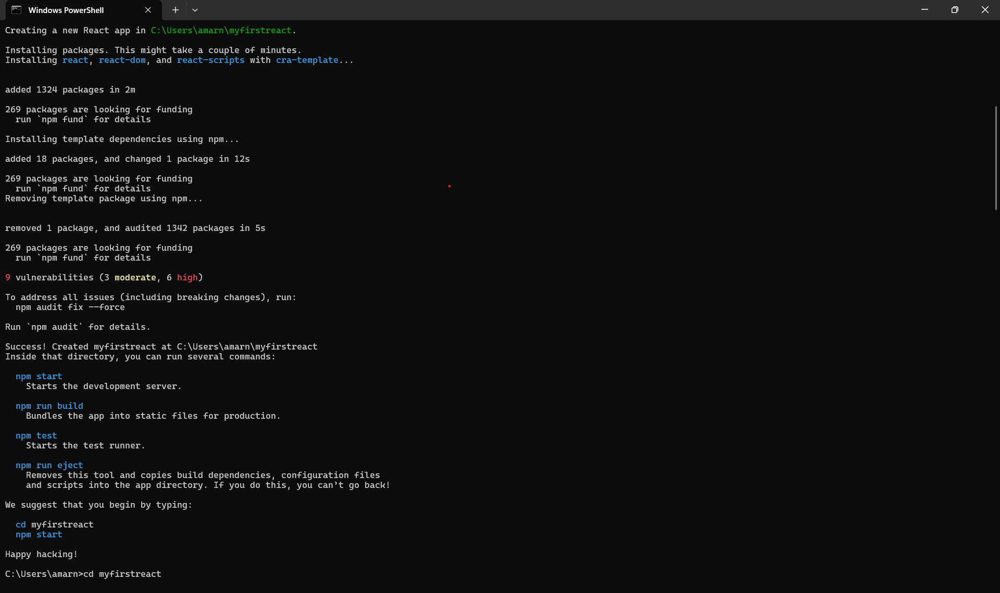 Windows PowerShell
Creating a new React app in C:\Users\amarn\myfirstreact.
Installing packages. This might take a couple of minutes.
Installing react, react-dom, and react-scripts with cra-template...
added 1324 packages in 2m
269 packages are looking for funding
run `npm fund` for details
Installing template dependencies using npm...
added 18 packages, and changed 1 package in 12s
269 packages are looking for funding
run `npm fund` for details
Removing template package using npm...
removed 1 package, and audited 1342 packages in 5s
269 packages are looking for funding
run `npm fund` for details
9 vulnerabilities (3 moderate, 6 high)
To address all issues (including breaking changes), run:
npm audit fix --force
Run `npm audit` for details.
Success! Created myfirstreact at C:\Users\amarn\myfirstreact
Inside that directory, you can run several commands:
npm start
Starts the development server.
npm run build
Bundles the app into static files for production.
npm test
Starts the test runner.
npm run eject
Removes this tool and copies build dependencies, configuration files
and scripts into the app directory. If you do this, you can’t go back!
We suggest that you begin by typing:
cd myfirstreact
npm start
Happy hacking!
C:\Users\amarn>cd myfirstreact